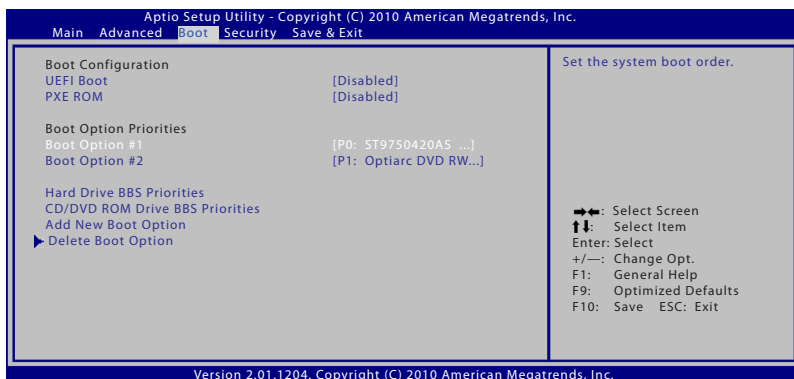 Aptio Setup Utility - Copyright (C) 2010 American Megatrends, Inc.
Main Advanced Boot Security Save & Exit
Boot Configuration
UEFI Boot [Disabled]
PXE ROM [Disabled]
Boot Option Priorities
Boot Option #1 [P0: ST9750420AS ...]
Boot Option #2 [P1: Optiarc DVD RW...]
Hard Drive BBS Priorities
CD/DVD ROM Drive BBS Priorities
Add New Boot Option
Delete Boot Option
Set the system boot order.
→←: Select Screen
↑↓: Select Item
Enter: Select
+/—: Change Opt.
F1: General Help
F9: Optimized Defaults
F10: Save ESC: Exit
Version 2.01.1204. Copyright (C) 2010 American Megatrends, Inc.